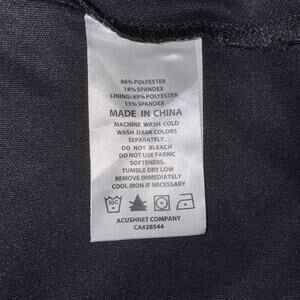 86% POLYESTER
14% SPANDEX
LINING: 89% POLYESTER
11% SPANDEX
MADE IN CHINA
MACHINE WASH COLD
WASH DARK COLORS
SEPARATELY.
DO NOT BLEACH
DO NOT USE FABRIC
SOFTENERS.
TUMBLE DRY LOW
REMOVE IMMEDIATELY
COOL IRON IF NECESSARY
30C
ACUSHNET COMPANY
CA#28544